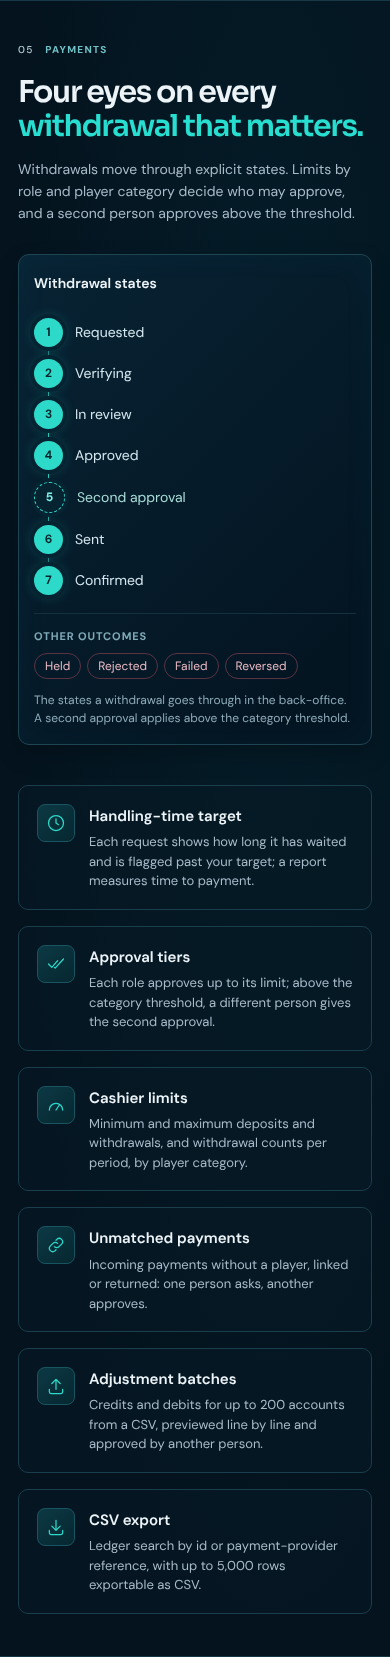 05 PAYMENTS
Four eyes on every
withdrawal that matters.
Withdrawals move through explicit states. Limits by
role and player category decide who may approve,
and a second person approves above the threshold.
Withdrawal states
1 Requested
2 Verifying
3 In review
4 Approved
5 Second approval
6 Sent
7 Confirmed
OTHER OUTCOMES
Held Rejected Failed Reversed
The states a withdrawal goes through in the back-office.
A second approval applies above the category threshold.
Handling-time target
Each request shows how long it has waited
and is flagged past your target; a report
measures time to payment.
Approval tiers
Each role approves up to its limit; above the
category threshold, a different person gives
the second approval.
Cashier limits
Minimum and maximum deposits and
withdrawals, and withdrawal counts per
period, by player category.
Unmatched payments
Incoming payments without a player, linked
or returned: one person asks, another
approves.
Adjustment batches
Credits and debits for up to 200 accounts
from a CSV, previewed line by line and
approved by another person.
CSV export
Ledger search by id or payment-provider
reference, with up to 5,000 rows
exportable as CSV.